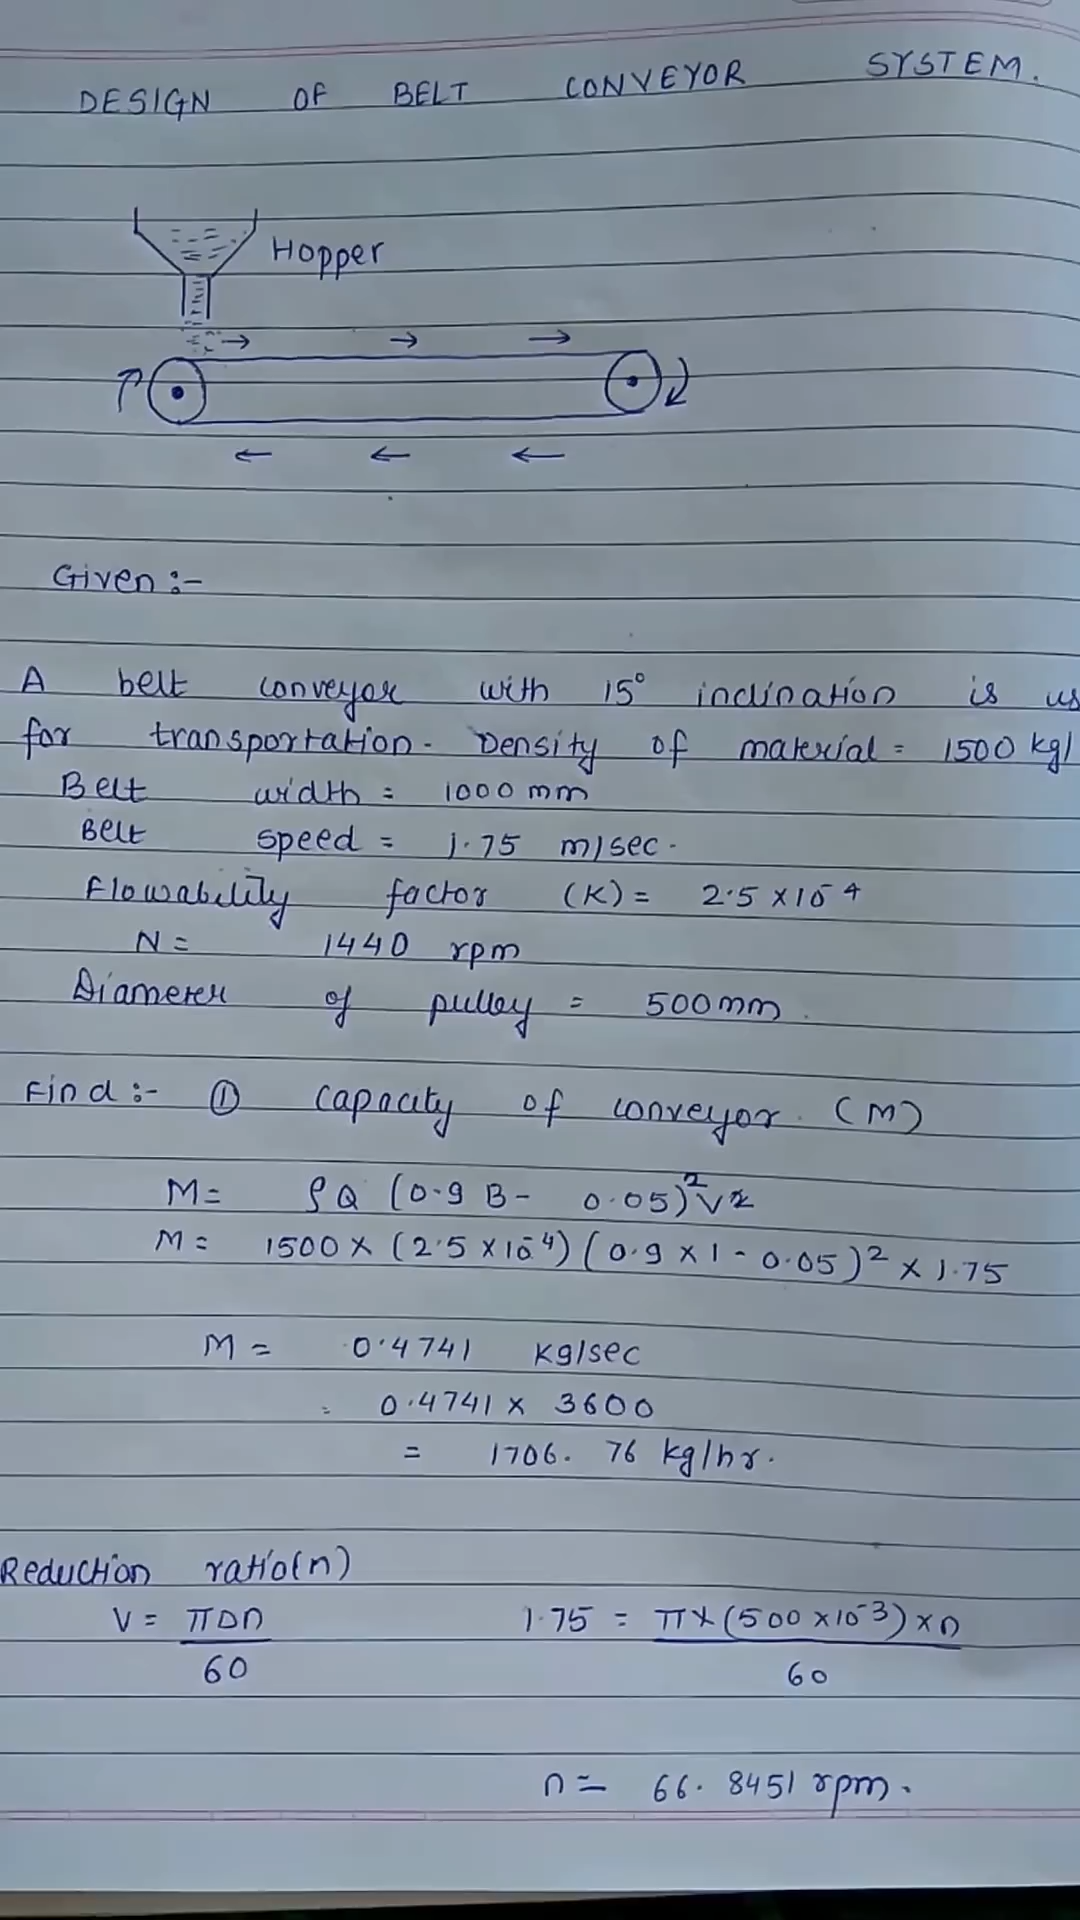 DESIGN OF BELT CONVEYOR SYSTEM.
Hopper
Given :-
A belt conveyor with 15° inclination is us
for transportation. Density of material = 1500 kg/
Belt width = 1000 mm
Belt speed = 1.75 m/sec.
Flowability factor (K) = 2.5 × 10⁻⁴
N = 1440 rpm
Diameter of pulley = 500mm.
Find :- ① Capacity of conveyor. (M)
M = ρQ (0.9 B - 0.05)² V
M = 1500 × (2.5 × 10⁻⁴) (0.9 × 1 - 0.05)² × 1.75
M = 0.4741 kg/sec
= 0.4741 × 3600
= 1706.76 kg/hr.
Reduction ratio(n)
V = πDn / 60 1.75 = π × (500 × 10⁻³) × n / 60
n = 66.8451 rpm.